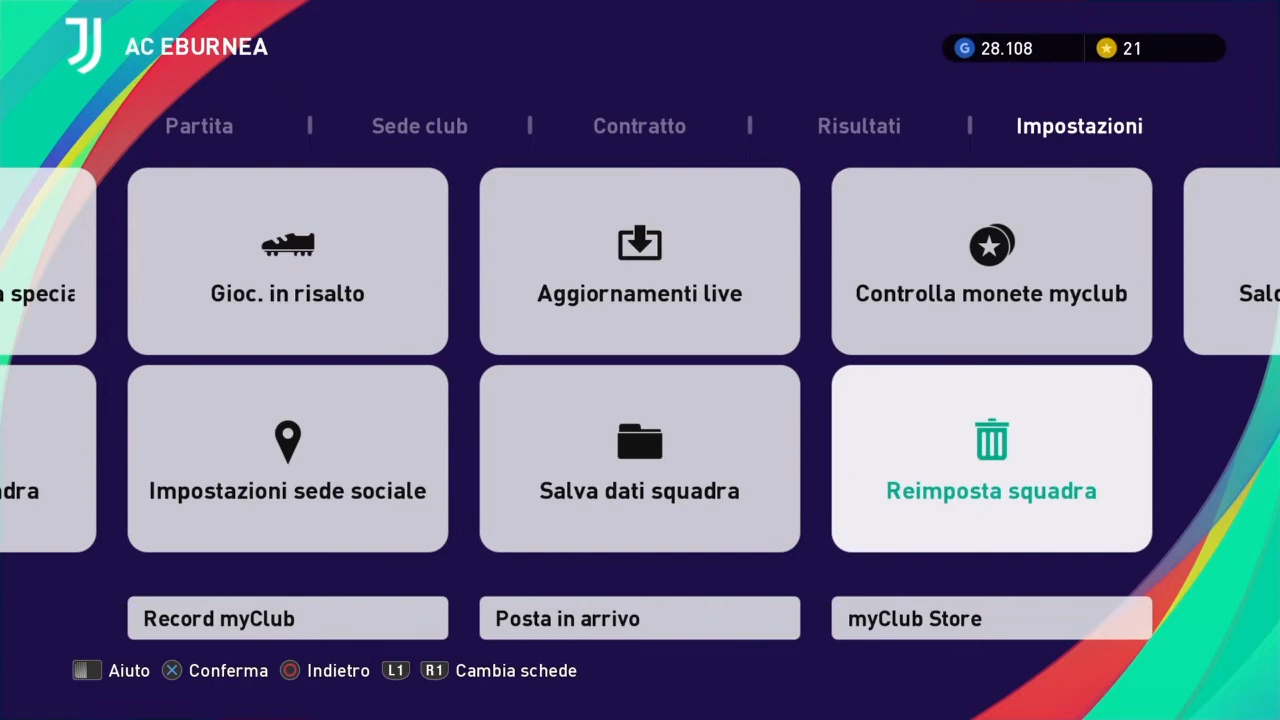 AC EBURNEA
28.108
21
Partita
Sede club
Contratto
Risultati
Impostazioni
specia
Gioc. in risalto
Aggiornamenti live
Controlla monete myclub
Impostazioni sede sociale
Salva dati squadra
Reimposta squadra
Record myClub
Posta in arrivo
myClub Store
Aiuto Conferma Indietro L1 R1 Cambia schede